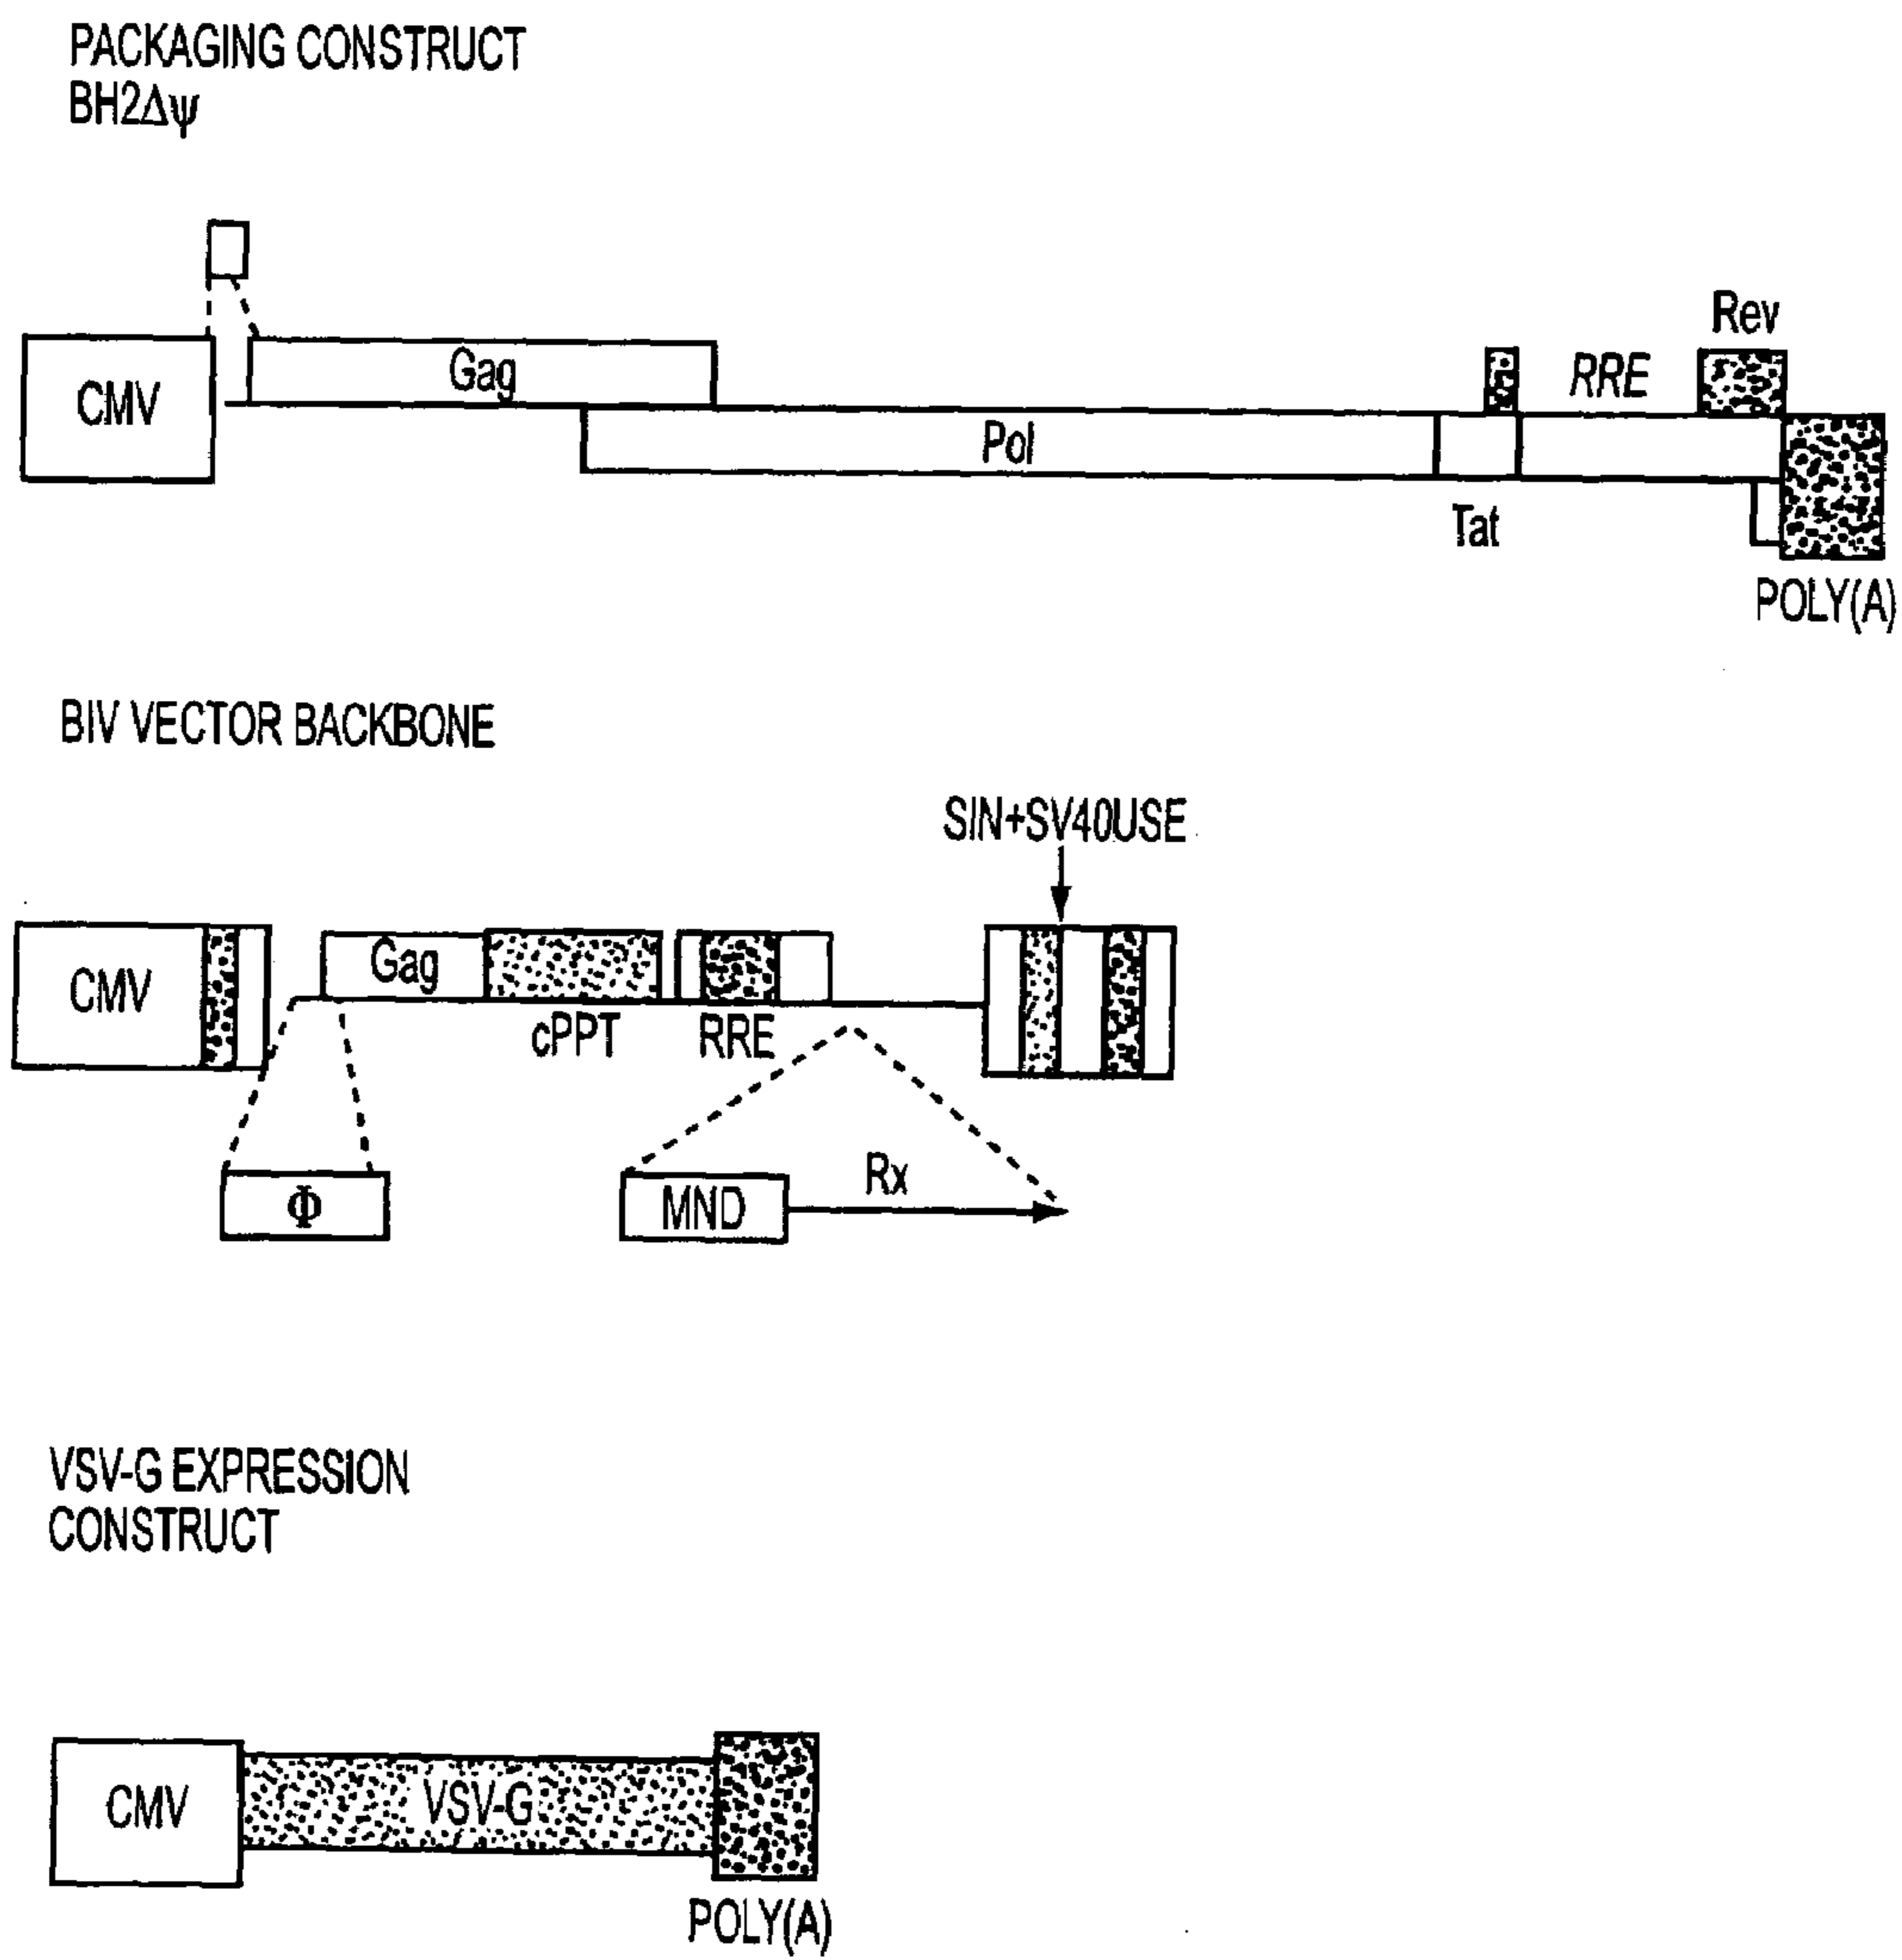 PACKAGING CONSTRUCT
BH2Δψ
Rev
RRE
Gag
CMV
Pol
Tat
POLY(A)
BIV VECTOR BACKBONE
SIN+SV40USE
CMV
Gag
cPPT
RRE
Rx
Φ
MND
VSV-G EXPRESSION
CONSTRUCT
CMV
VSV-G
POLY(A)